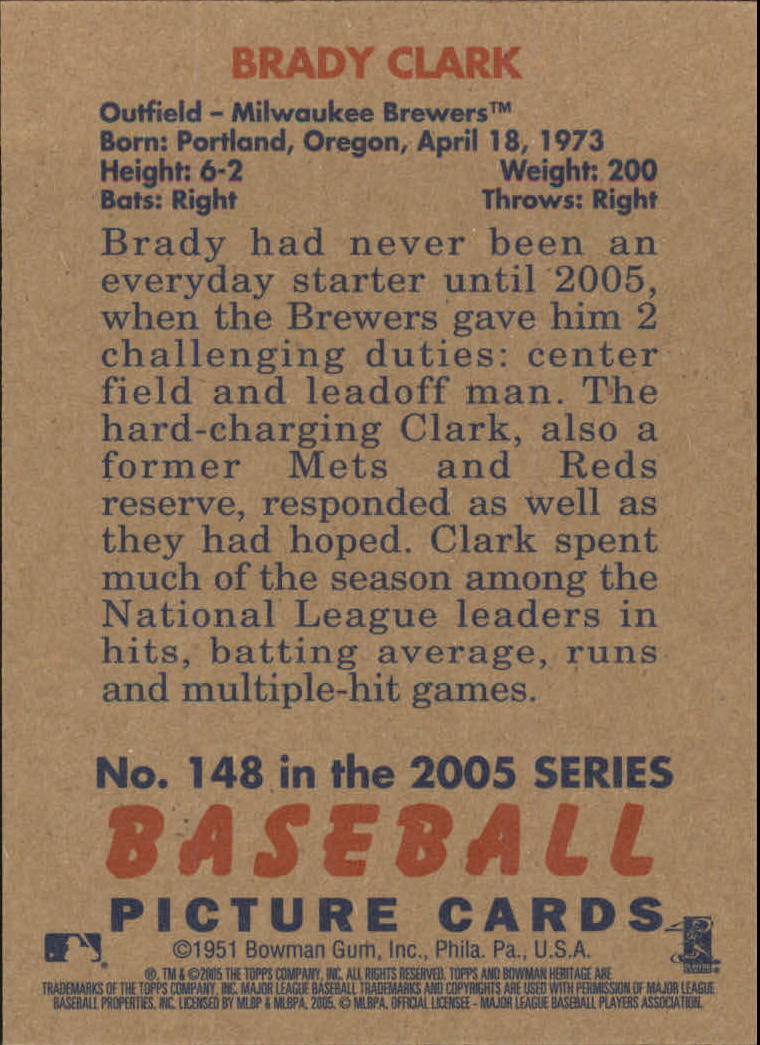 BRADY CLARK
Outfield – Milwaukee Brewers™
Born: Portland, Oregon, April 18, 1973
Height: 6-2 Weight: 200
Bats: Right Throws: Right
Brady had never been an
everyday starter until 2005,
when the Brewers gave him 2
challenging duties: center
field and leadoff man. The
hard-charging Clark, also a
former Mets and Reds
reserve, responded as well as
they had hoped. Clark spent
much of the season among the
National League leaders in
hits, batting average, runs
and multiple-hit games.
No. 148 in the 2005 SERIES
BASEBALL
PICTURE CARDS
©1951 Bowman Gum, Inc., Phila. Pa., U.S.A.
®, TM & ©2005 THE TOPPS COMPANY, INC. ALL RIGHTS RESERVED. TOPPS AND BOWMAN HERITAGE ARE
TRADEMARKS OF THE TOPPS COMPANY, INC. MAJOR LEAGUE BASEBALL TRADEMARKS AND COPYRIGHTS ARE USED WITH PERMISSION OF MAJOR LEAGUE
BASEBALL PROPERTIES, INC. LICENSED BY MLBP & MLBPA, 2005. © MLBPA. OFFICIAL LICENSEE - MAJOR LEAGUE BASEBALL PLAYERS ASSOCIATION.